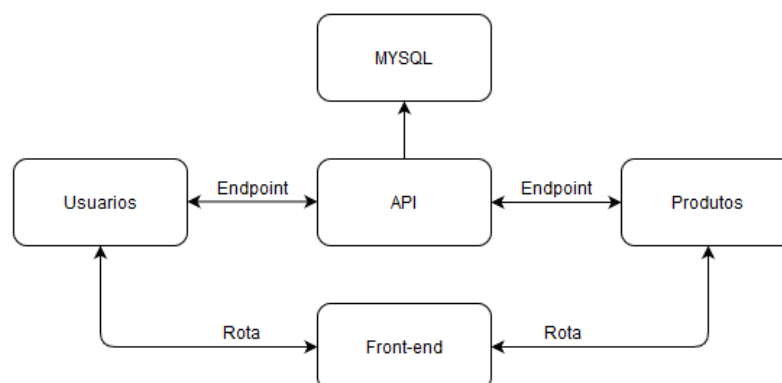 MYSQL
Usuarios
Endpoint
API
Endpoint
Produtos
Rota
Front-end
Rota